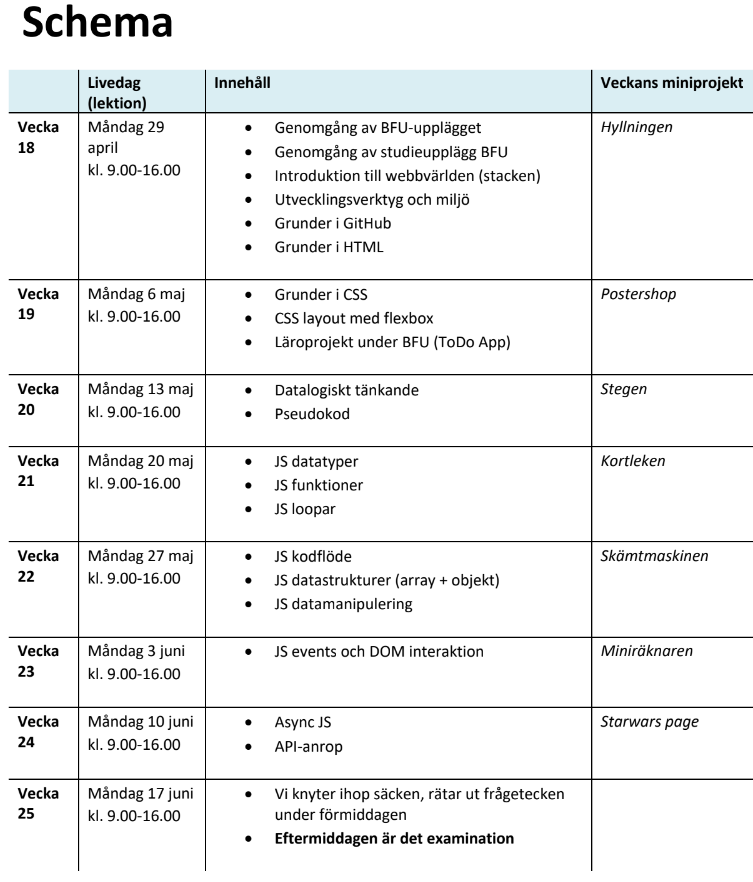 Schema
Livedag
(lektion)
Innehåll
Veckans miniprojekt
Vecka
18
Måndag 29
april
kl. 9.00-16.00
• Genomgång av BFU-upplägget
• Genomgång av studieupplägg BFU
• Introduktion till webbvärlden (stacken)
• Utvecklingsverktyg och miljö
• Grunder i GitHub
• Grunder i HTML
Hyllningen
Vecka
19
Måndag 6 maj
kl. 9.00-16.00
• Grunder i CSS
• CSS layout med flexbox
• Läroprojekt under BFU (ToDo App)
Postershop
Vecka
20
Måndag 13 maj
kl. 9.00-16.00
• Datalogiskt tänkande
• Pseudokod
Stegen
Vecka
21
Måndag 20 maj
kl. 9.00-16.00
• JS datatyper
• JS funktioner
• JS loopar
Kortleken
Vecka
22
Måndag 27 maj
kl. 9.00-16.00
• JS kodflöde
• JS datastrukturer (array + objekt)
• JS datamanipulering
Skämtmaskinen
Vecka
23
Måndag 3 juni
kl. 9.00-16.00
• JS events och DOM interaktion
Miniräknaren
Vecka
24
Måndag 10 juni
kl. 9.00-16.00
• Async JS
• API-anrop
Starwars page
Vecka
25
Måndag 17 juni
kl. 9.00-16.00
• Vi knyter ihop säcken, rätar ut frågetecken
under förmiddagen
• Eftermiddagen är det examination